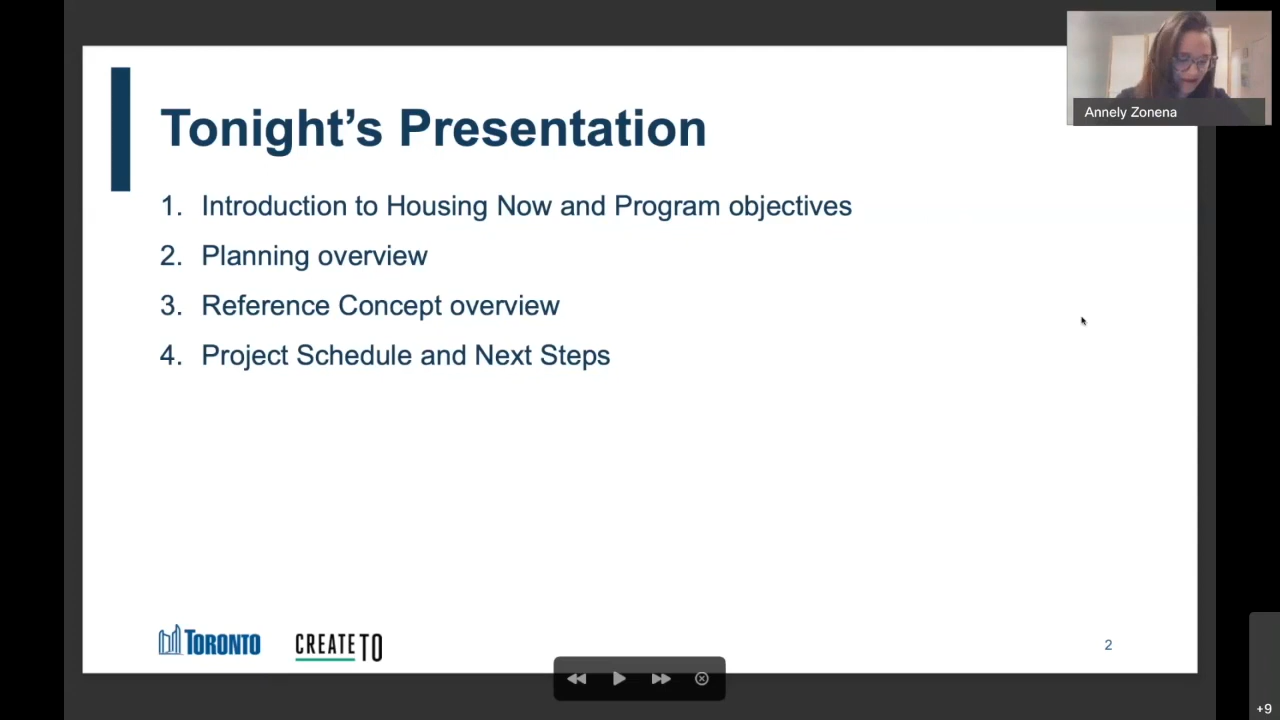 Annely Zonena
Tonight’s Presentation
1. Introduction to Housing Now and Program objectives
2. Planning overview
3. Reference Concept overview
4. Project Schedule and Next Steps
TORONTO
CREATE TO
2
+9